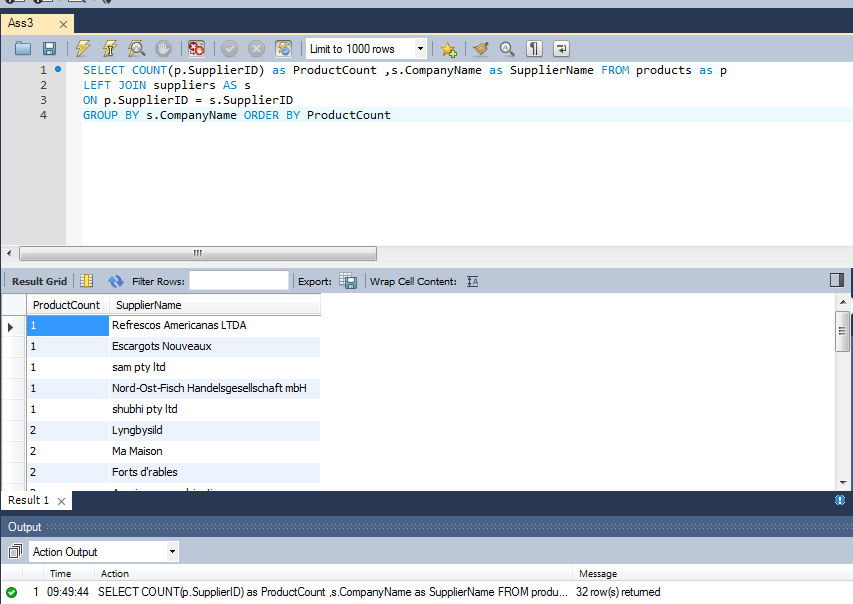 Ass3
Limit to 1000 rows
1 SELECT COUNT(p.SupplierID) as ProductCount ,s.CompanyName as SupplierName FROM products as p
2 LEFT JOIN suppliers AS s
3 ON p.SupplierID = s.SupplierID
4 GROUP BY s.CompanyName ORDER BY ProductCount
Result Grid Filter Rows: Export: Wrap Cell Content:
ProductCount SupplierName
1 Refrescos Americanas LTDA
1 Escargots Nouveaux
1 sam pty ltd
1 Nord-Ost-Fisch Handelsgesellschaft mbH
1 shubhi pty ltd
2 Lyngbysild
2 Ma Maison
2 Forts d'rables
Result 1
Output
Action Output
Time Action Message
1 09:49:44 SELECT COUNT(p.SupplierID) as ProductCount ,s.CompanyName as SupplierName FROM produ... 32 row(s) returned